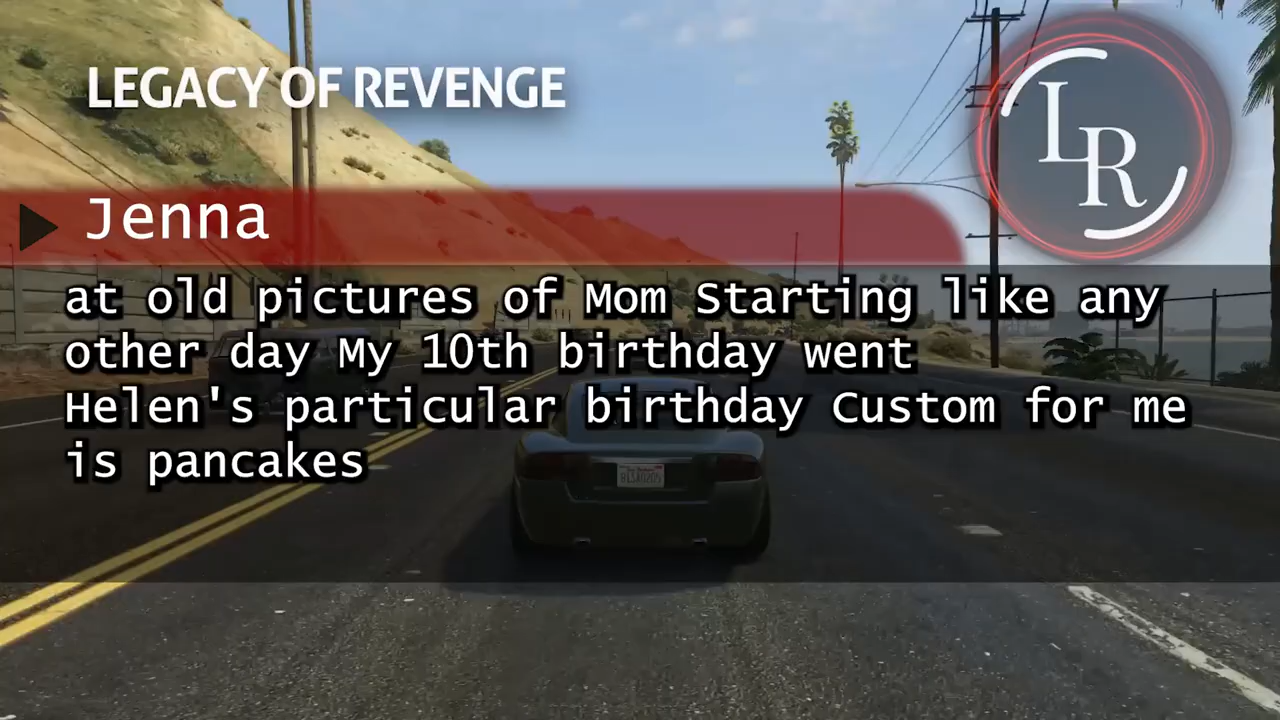 LEGACY OF REVENGE
LR
Jenna
at old pictures of Mom Starting like any
other day My 10th birthday went
Helen's particular birthday Custom for me
is pancakes